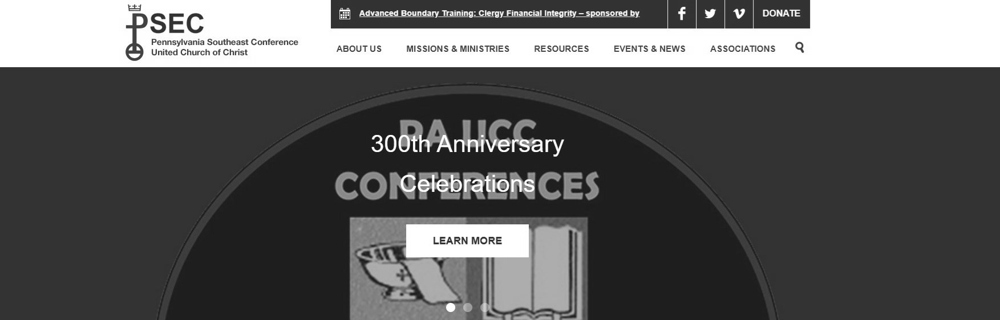 PSEC
Pennsylvania Southeast Conference
United Church of Christ
Advanced Boundary Training: Clergy Financial Integrity – sponsored by
DONATE
ABOUT US
MISSIONS & MINISTRIES
RESOURCES
EVENTS & NEWS
ASSOCIATIONS
PA UCC
300th Anniversary
CONFERENCES
Celebrations
LEARN MORE